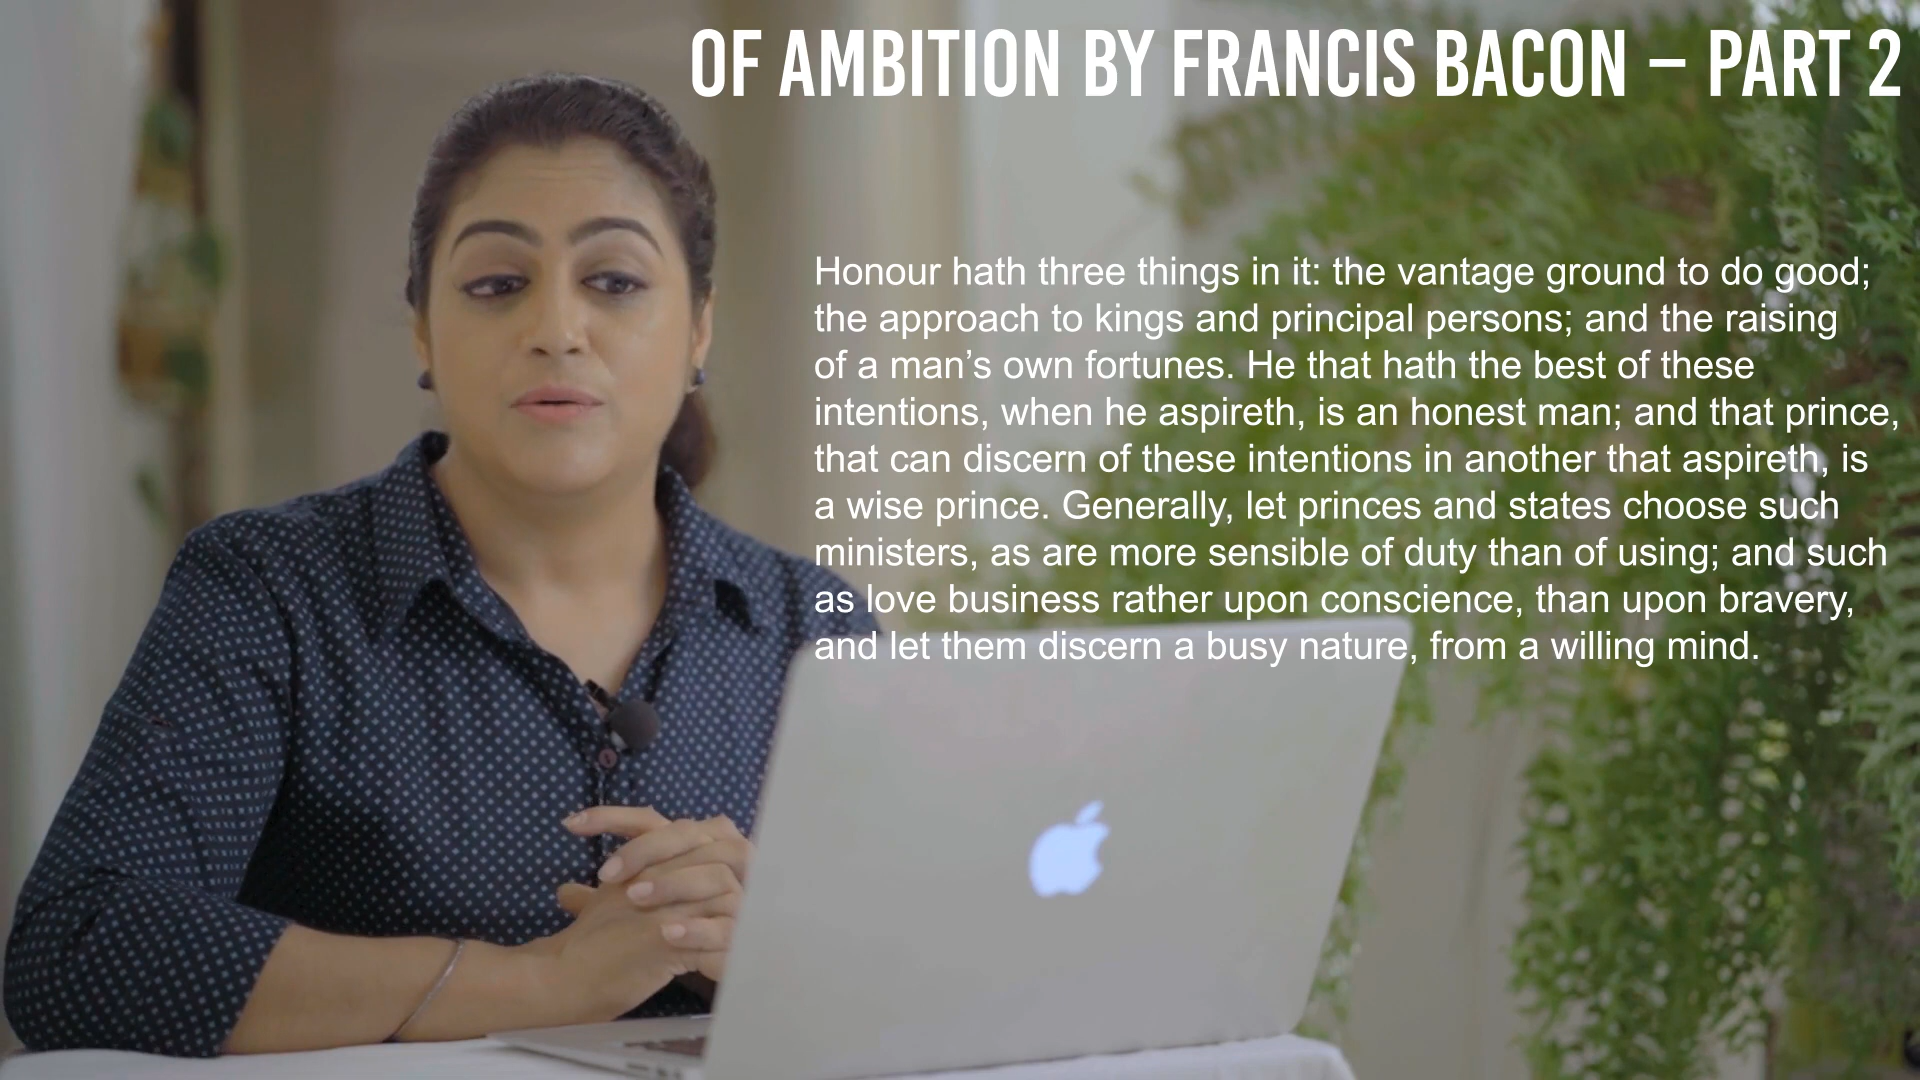 OF AMBITION BY FRANCIS BACON – PART 2
Honour hath three things in it: the vantage ground to do good;
the approach to kings and principal persons; and the raising
of a man’s own fortunes. He that hath the best of these
intentions, when he aspireth, is an honest man; and that prince,
that can discern of these intentions in another that aspireth, is
a wise prince. Generally, let princes and states choose such
ministers, as are more sensible of duty than of using; and such
as love business rather upon conscience, than upon bravery,
and let them discern a busy nature, from a willing mind.